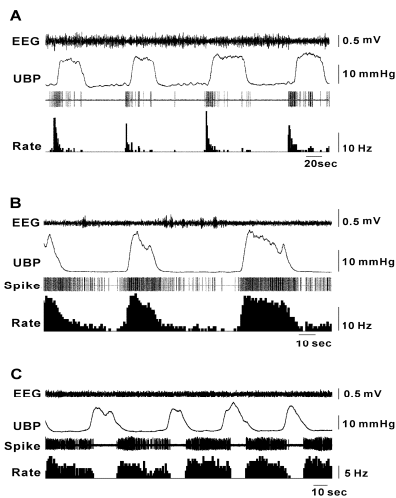 A
EEG
0.5 mV
UBP
10 mmHg
Rate
10 Hz
20sec
B
EEG
0.5 mV
UBP
10 mmHg
Spike
Rate
10 Hz
10 sec
C
EEG
0.5 mV
UBP
10 mmHg
Spike
Rate
5 Hz
10 sec